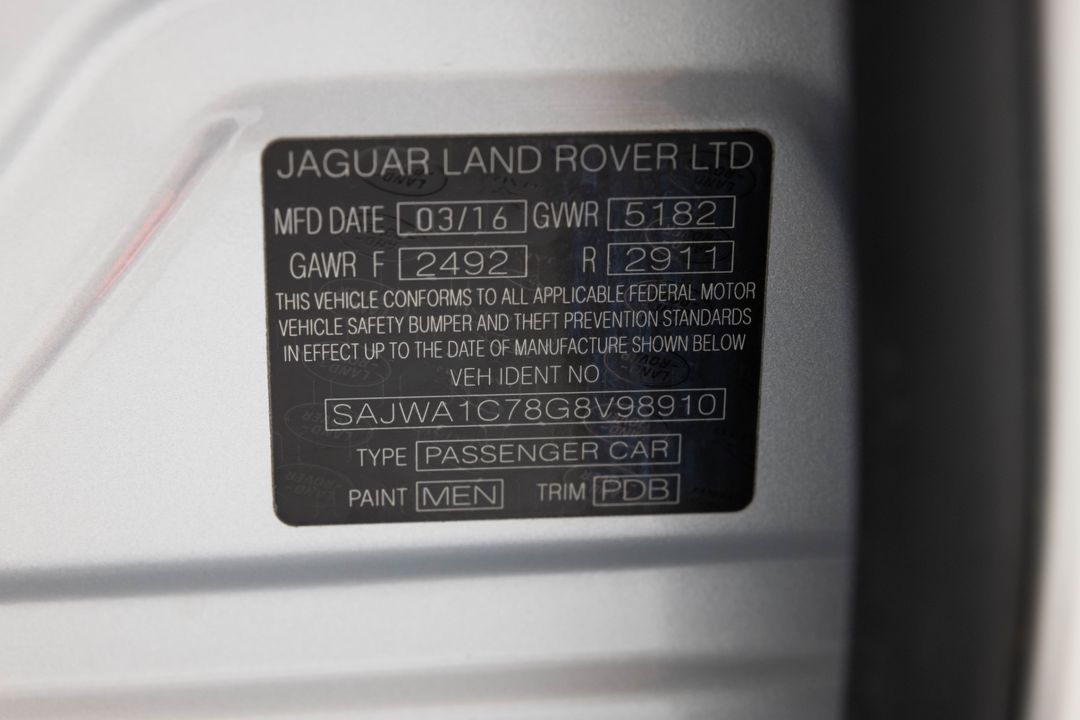 JAGUAR LAND ROVER LTD
MFD DATE 03/16 GVWR 5182
GAWR F 2492 R 2911
THIS VEHICLE CONFORMS TO ALL APPLICABLE FEDERAL MOTOR
VEHICLE SAFETY BUMPER AND THEFT PREVENTION STANDARDS
IN EFFECT UP TO THE DATE OF MANUFACTURE SHOWN BELOW
VEH IDENT NO
SAJWA1C78G8V98910
TYPE PASSENGER CAR
PAINT MEN TRIM PDB